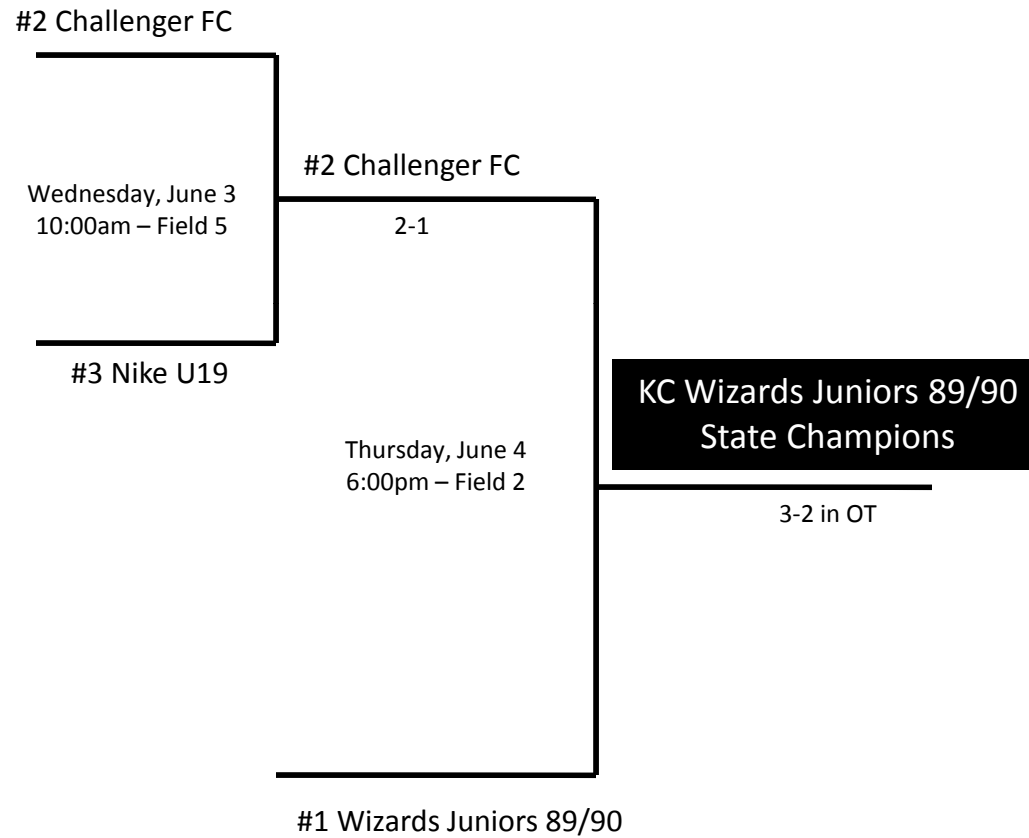 #2 Challenger FC
#2 Challenger FC
Wednesday, June 3
10:00am – Field 5
2-1
#3 Nike U19
KC Wizards Juniors 89/90
State Champions
Thursday, June 4
6:00pm – Field 2
3-2 in OT
#1 Wizards Juniors 89/90